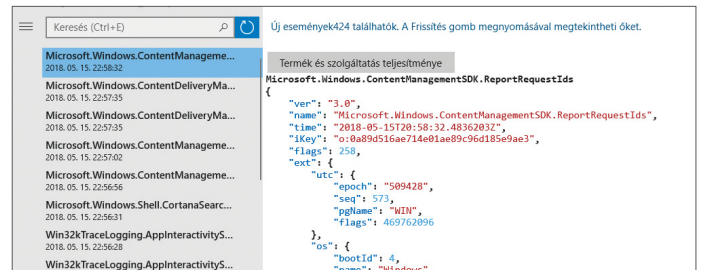 Keresés (Ctrl+E)
Új események424 találhatók. A Frissítés gomb megnyomásával megtekintheti őket.
Microsoft.Windows.ContentManageme...
2018. 05. 15. 22:58:32
Microsoft.Windows.ContentDeliveryMa...
2018. 05. 15. 22:57:35
Microsoft.Windows.ContentDeliveryMa...
2018. 05. 15. 22:57:35
Microsoft.Windows.ContentManageme...
2018. 05. 15. 22:57:02
Microsoft.Windows.ContentManageme...
2018. 05. 15. 22:56:56
Microsoft.Windows.Shell.CortanaSearc...
2018. 05. 15. 22:56:31
Win32kTraceLogging.AppInteractivityS...
2018. 05. 15. 22:56:28
Win32kTraceLogging.AppInteractivityS...
Termék és szolgáltatás teljesítménye
Microsoft.Windows.ContentManagementSDK.ReportRequestIds
{
"ver": "3.0",
"name": "Microsoft.Windows.ContentManagementSDK.ReportRequestIds",
"time": "2018-05-15T20:58:32.4836203Z",
"iKey": "o:0a89d516ae714e01ae89c96d185e9ae3",
"flags": 258,
"ext": {
"utc": {
"epoch": "509428",
"seq": 573,
"pgName": "WIN",
"flags": 469762096
},
"os": {
"bootId": 4,
"name": "Windows"